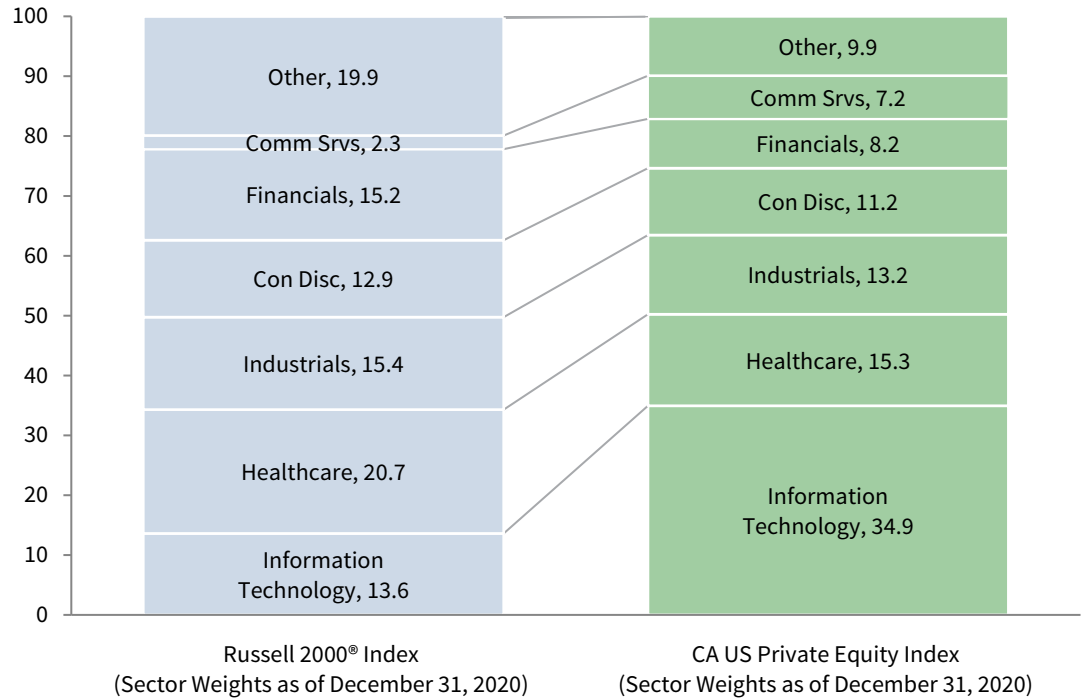 100
90
80
70
60
50
40
30
20
10
0
Other, 19.9
Comm Srvs, 2.3
Financials, 15.2
Con Disc, 12.9
Industrials, 15.4
Healthcare, 20.7
Information
Technology, 13.6
Other, 9.9
Comm Srvs, 7.2
Financials, 8.2
Con Disc, 11.2
Industrials, 13.2
Healthcare, 15.3
Information
Technology, 34.9
Russell 2000® Index
(Sector Weights as of December 31, 2020)
CA US Private Equity Index
(Sector Weights as of December 31, 2020)